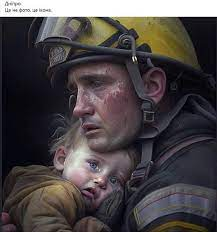 Дніпро
Це не фото, це ікона.